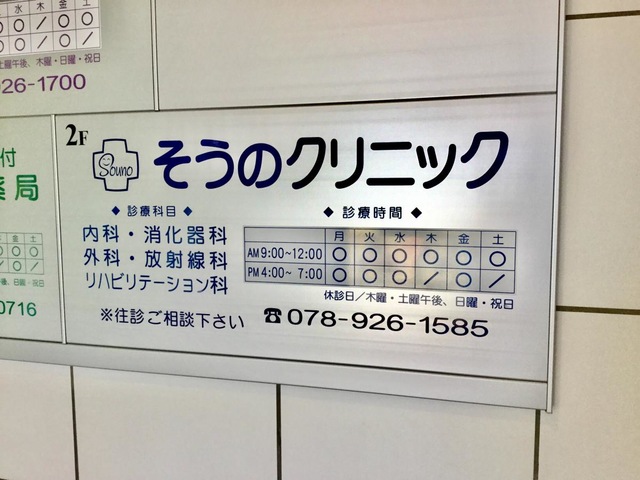 水 木 金 土
○ / ○ ○
○ / ○ /
土曜午後、木曜・日曜・祝日
26-1700
付
薬局
土
0716
2F
Souno
そうのクリニック
◆ 診療科目 ◆
内科・消化器科
外科・放射線科
リハビリテーション科
※往診ご相談下さい
◆ 診療時間 ◆
月 火 水 木 金 土
AM 9:00~12:00 ○ ○ ○ ○ ○ ○
PM 4:00~ 7:00 ○ ○ ○ / ○ /
休診日/木曜・土曜午後、日曜・祝日
☎078-926-1585